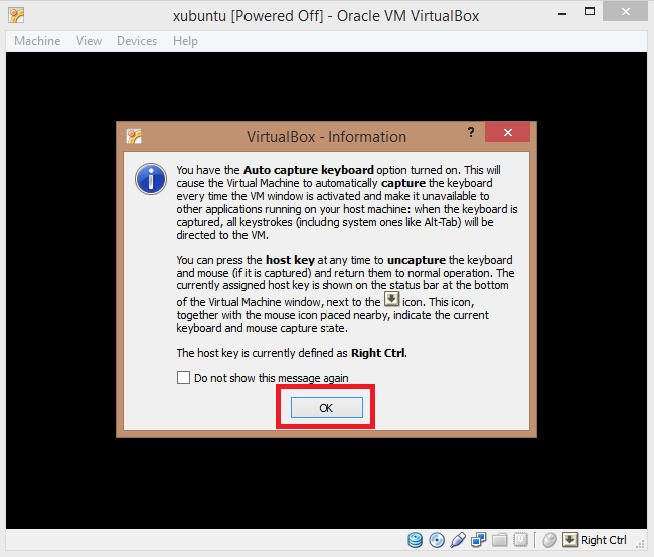 xubuntu [Powered Off] - Oracle VM VirtualBox
Machine View Devices Help
VirtualBox - Information
?
You have the Auto capture keyboard option turned on. This will
cause the Virtual Machine to automatically capture the keyboard
every time the VM window is activated and make it unavailable to
other applications running on your host machine: when the keyboard is
captured, all keystrokes (including system ones like Alt-Tab) will be
directed to the VM.
You can press the host key at any time to uncapture the keyboard
and mouse (if it is captured) and return them to normal operation. The
currently assigned host key is shown on the status bar at the bottom
of the Virtual Machine window, next to the icon. This icon,
together with the mouse icon placed nearby, indicate the current
keyboard and mouse capture state.
The host key is currently defined as Right Ctrl.
Do not show this message again
OK
Right Ctrl